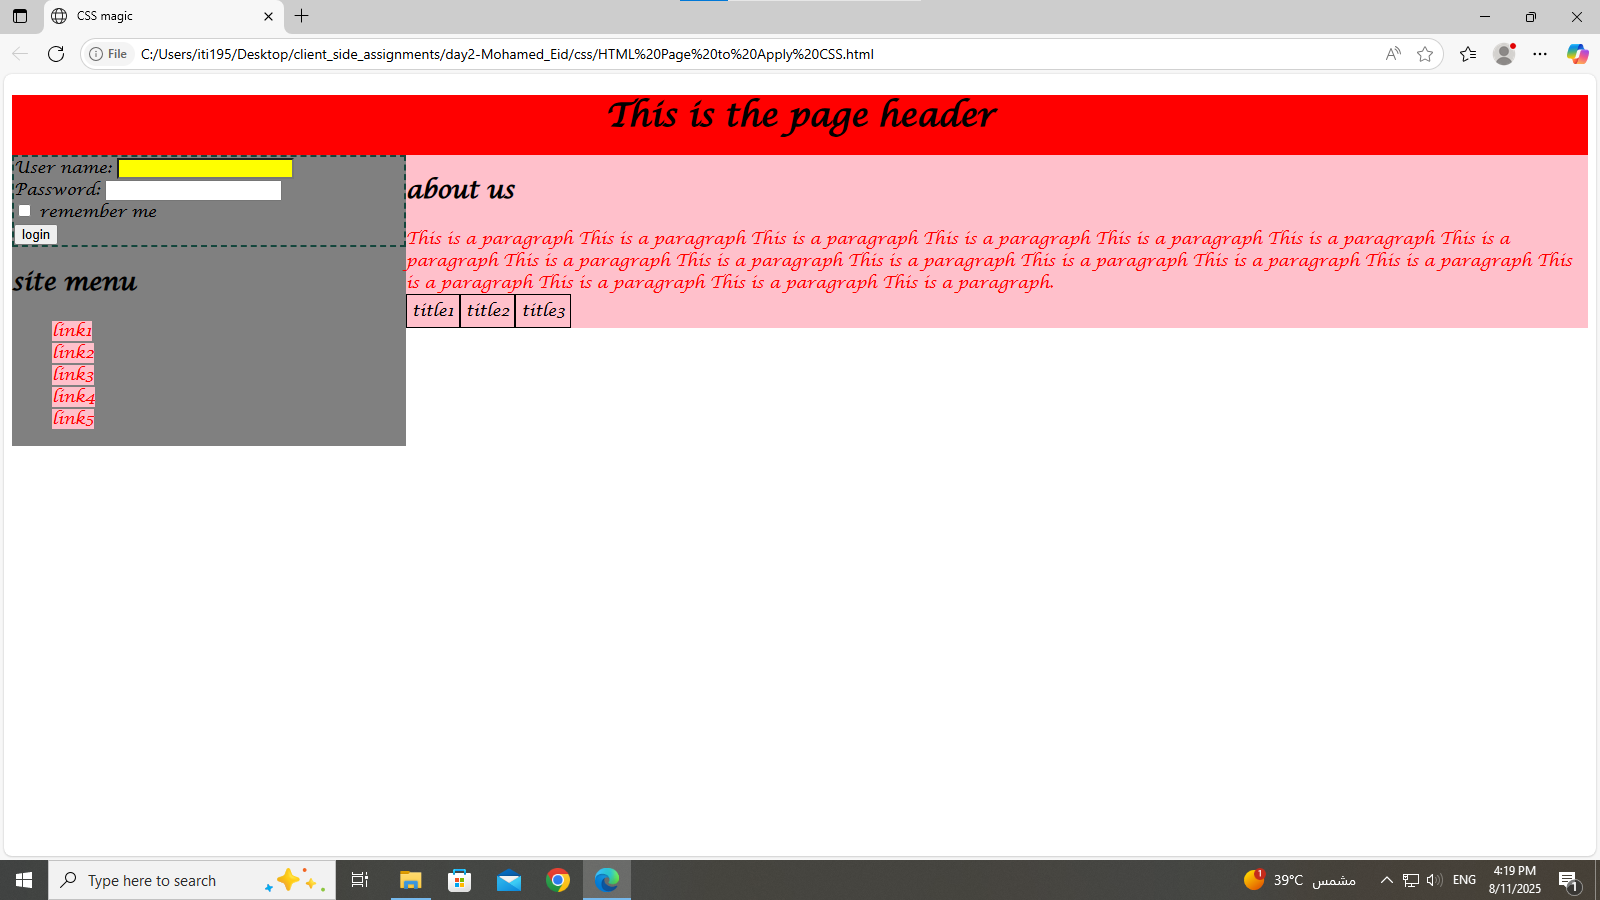 CSS magic
File C:/Users/iti195/Desktop/client_side_assignments/day2-Mohamed_Eid/css/HTML%20Page%20to%20Apply%20CSS.html
This is the page header
User name:
Password:
remember me
login
site menu
link1
link2
link3
link4
link5
about us
This is a paragraph This is a paragraph This is a paragraph This is a paragraph This is a paragraph This is a paragraph This is a
paragraph This is a paragraph This is a paragraph This is a paragraph This is a paragraph This is a paragraph This is a paragraph This
is a paragraph This is a paragraph This is a paragraph This is a paragraph.
title1 title2 title3
Type here to search
1
39°C مشمس
ENG
4:19 PM
8/11/2025
1